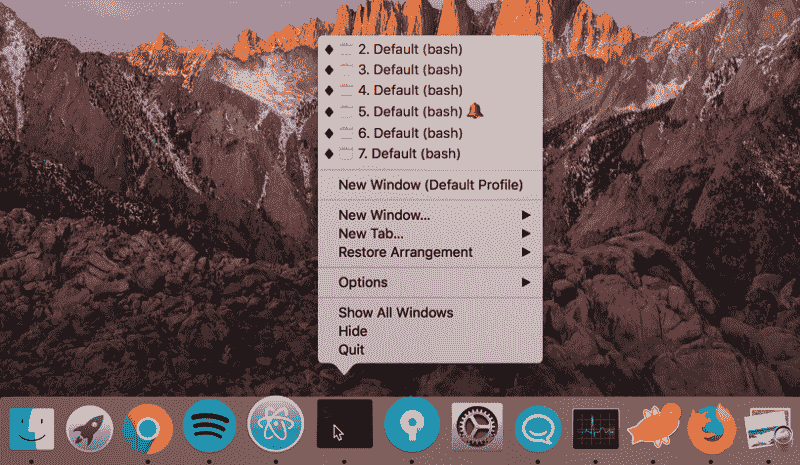 2. Default (bash)
3. Default (bash)
4. Default (bash)
5. Default (bash)
6. Default (bash)
7. Default (bash)
New Window (Default Profile)
New Window...
New Tab...
Restore Arrangement
Options
Show All Windows
Hide
Quit